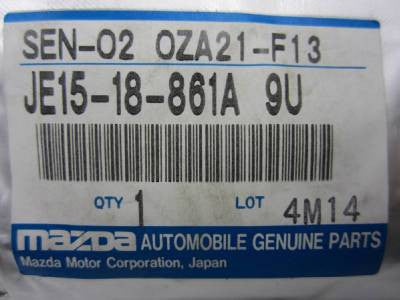 SEN-O2 OZA21-F13
JE15-18-861A 9U
QTY 1 LOT 4M14
mazda AUTOMOBILE GENUINE PARTS
Mazda Motor Corporation, Japan